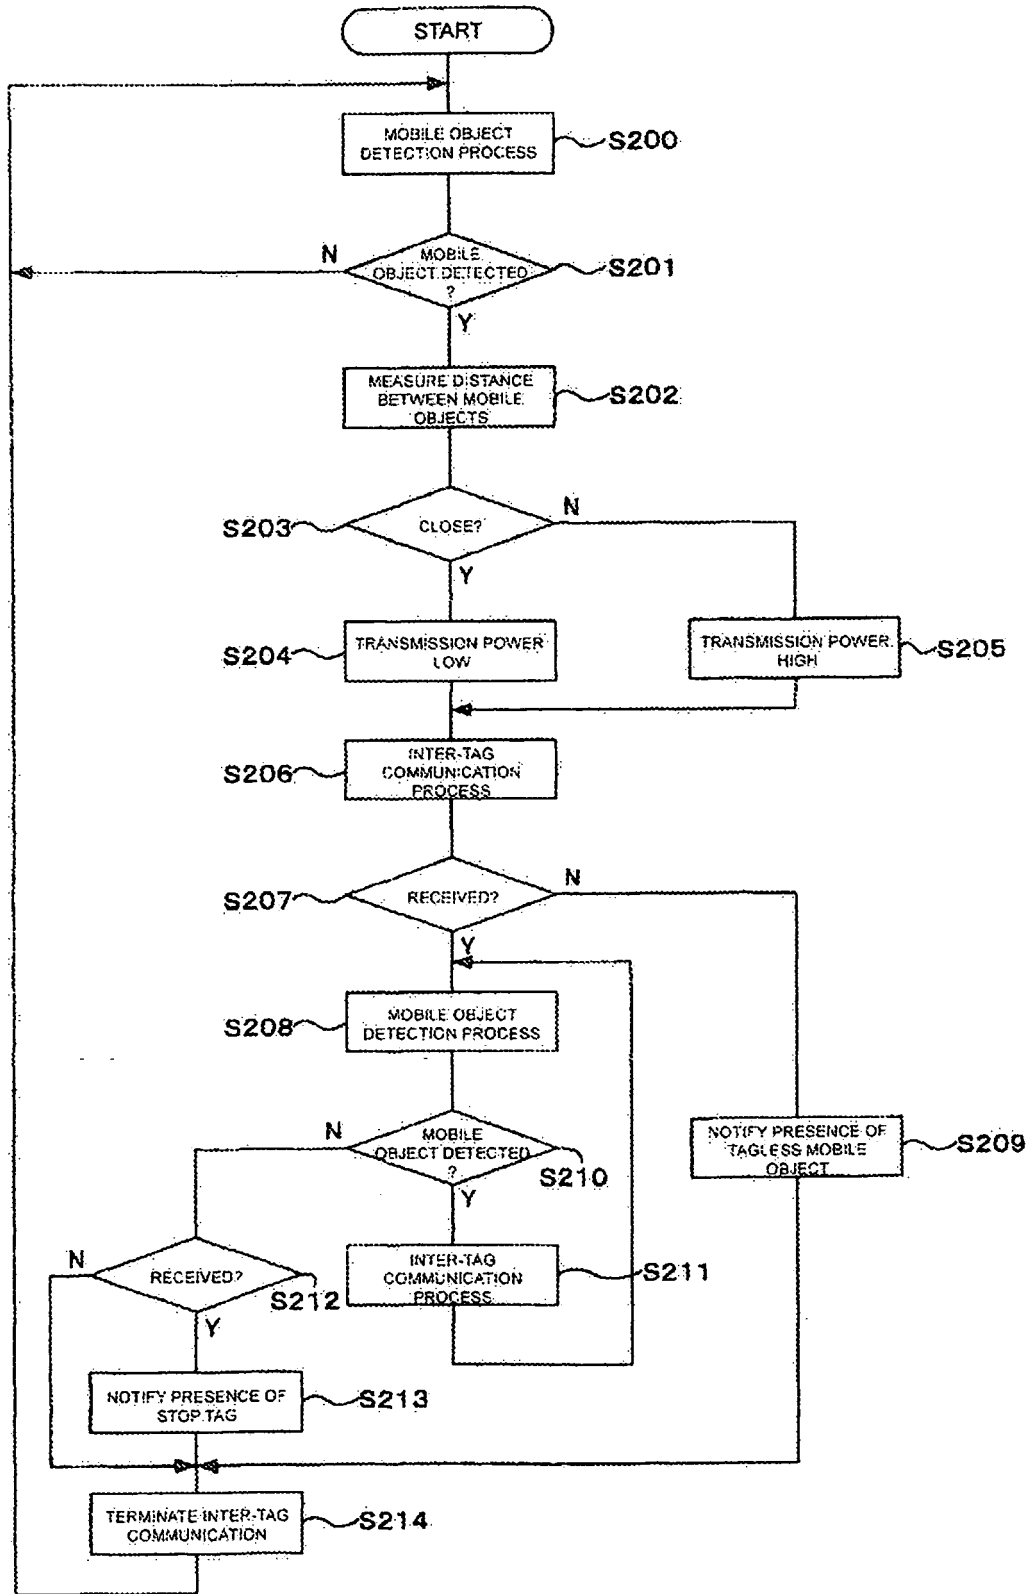 START
MOBILE OBJECT
DETECTION PROCESS
S200
N
MOBILE
OBJECT DETECTED
?
S201
Y
MEASURE DISTANCE
BETWEEN MOBILE
OBJECTS
S202
S203
CLOSE?
N
Y
S204
TRANSMISSION POWER
LOW
TRANSMISSION POWER
HIGH
S205
S206
INTER-TAG
COMMUNICATION
PROCESS
S207
RECEIVED?
N
Y
S208
MOBILE OBJECT
DETECTION PROCESS
N
MOBILE
OBJECT DETECTED
?
S210
Y
NOTIFY PRESENCE OF
TAGLESS MOBILE
OBJECT
S209
N
RECEIVED?
S212
Y
INTER-TAG
COMMUNICATION
PROCESS
S211
NOTIFY PRESENCE OF
STOP TAG
S213
TERMINATE INTER-TAG
COMMUNICATION
S214